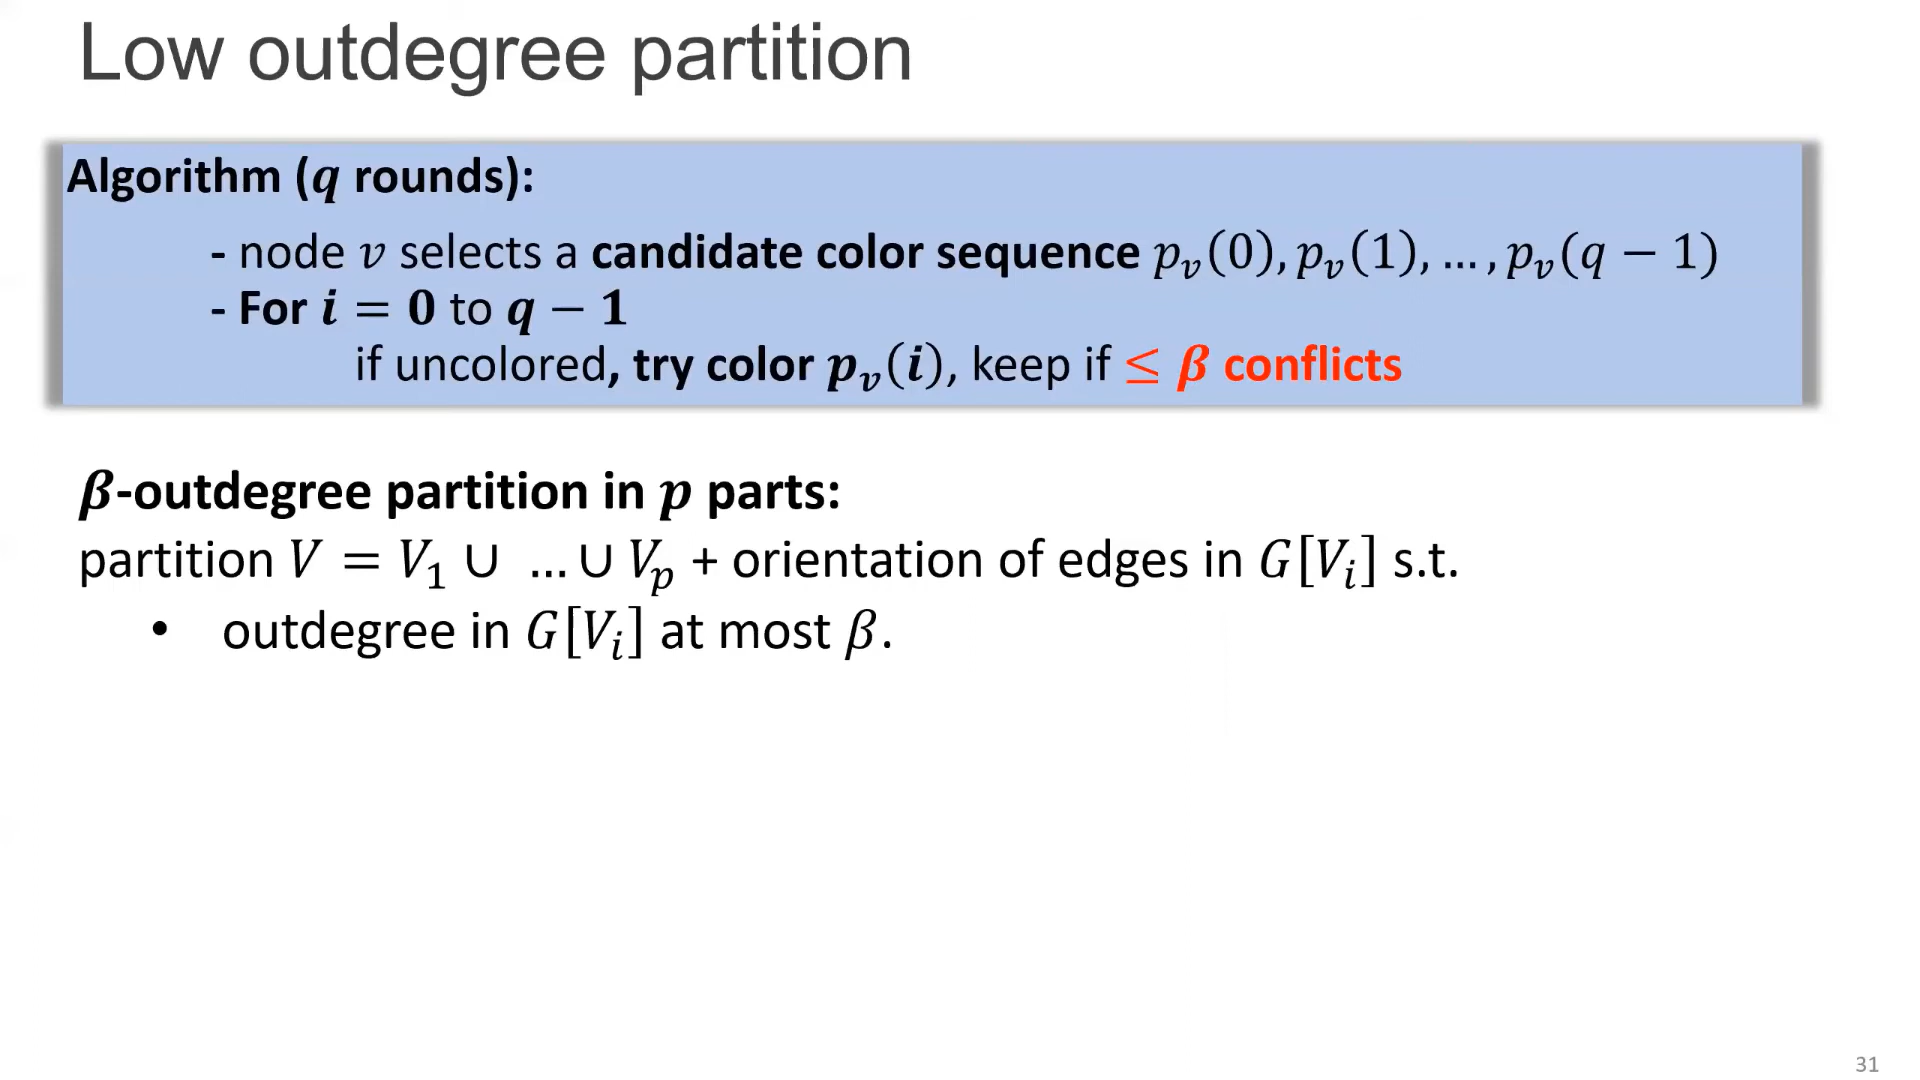 Low outdegree partition
Algorithm (q rounds):
- node v selects a candidate color sequence p_v(0), p_v(1), ... , p_v(q − 1)
- For i = 0 to q − 1
if uncolored, try color p_v(i), keep if ≤ β conflicts
β-outdegree partition in p parts:
partition V = V_1 ∪ ... ∪ V_p + orientation of edges in G[V_i] s.t.
• outdegree in G[V_i] at most β.
31